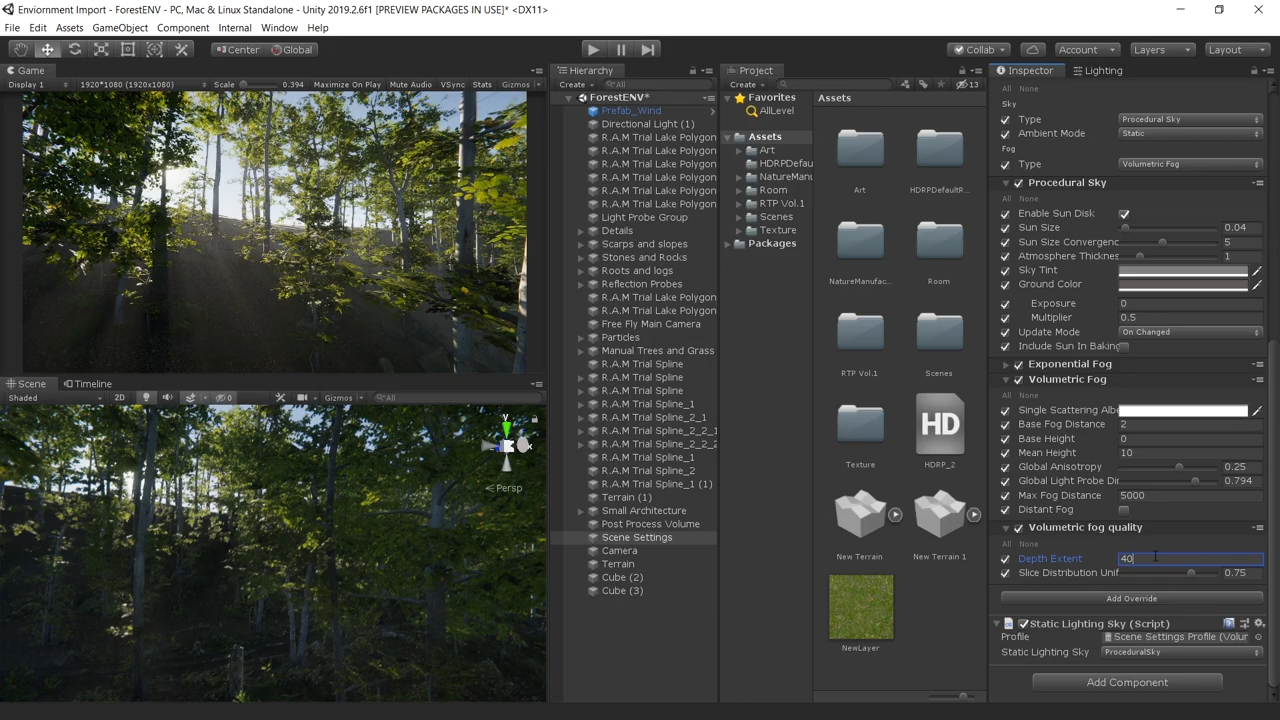 Enviornment Import - ForestENV - PC, Mac & Linux Standalone - Unity 2019.2.6f1 [PREVIEW PACKAGES IN USE]* <DX11>
File Edit Assets GameObject Component Internal Window Help
Center Global Collab Account Layers Layout
Game
Display 1 1920*1080 (1920x1080) Scale 0.394 Maximize On Play Mute Audio VSync Stats Gizmos
Scene Timeline
Shaded 2D 0 Gizmos All
y
x
Persp
Hierarchy
Create All
ForestENV*
Prefab_Wind
Directional Light (1)
R.A.M Trial Lake Polygon
R.A.M Trial Lake Polygon
R.A.M Trial Lake Polygon
R.A.M Trial Lake Polygon
R.A.M Trial Lake Polygon
R.A.M Trial Lake Polygon
Light Probe Group
Details
Scarps and slopes
Stones and Rocks
Roots and logs
Reflection Probes
R.A.M Trial Lake Polygon
R.A.M Trial Lake Polygon
Free Fly Main Camera
Particles
Manual Trees and Grass
R.A.M Trial Spline
R.A.M Trial Spline
R.A.M Trial Spline
R.A.M Trial Spline_1
R.A.M Trial Spline_2_1
R.A.M Trial Spline_2_2_1
R.A.M Trial Spline_2_2_2
R.A.M Trial Spline_1
R.A.M Trial Spline_2
R.A.M Trial Spline_1 (1)
Terrain (1)
Small Architecture
Post Process Volume
Scene Settings
Camera
Terrain
Cube (2)
Cube (3)
Project
Create 13
Favorites
AllLevel
Assets
Art
HDRPDefau
NatureManu
Room
RTP Vol.1
Scenes
Texture
Packages
Assets
Art HDRPDefaultR...
NatureManufac... Room
RTP Vol.1 Scenes
HD
Texture HDRP_2
New Terrain New Terrain 1
NewLayer
Inspector Lighting
All None
Sky
Type Procedural Sky
Ambient Mode Static
Fog
Type Volumetric Fog
Procedural Sky
All None
Enable Sun Disk
Sun Size 0.04
Sun Size Convergenc 5
Atmosphere Thicknes 1
Sky Tint
Ground Color
Exposure 0
Multiplier 0.5
Update Mode On Changed
Include Sun In Baking
Exponential Fog
Volumetric Fog
All None
Single Scattering Albe
Base Fog Distance 2
Base Height 0
Mean Height 10
Global Anisotropy 0.25
Global Light Probe Di 0.794
Max Fog Distance 5000
Distant Fog
Volumetric fog quality
All None
Depth Extent 40
Slice Distribution Unif 0.75
Add Override
Static Lighting Sky (Script)
Profile Scene Settings Profile (Volur
Static Lighting Sky ProceduralSky
Add Component